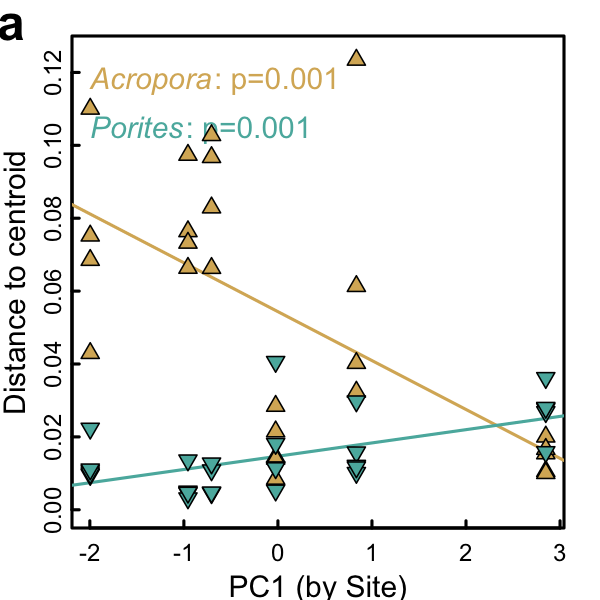 a
Acropora: p=0.001
Porites: p=0.001
Distance to centroid
0.12
0.10
0.08
0.06
0.04
0.02
0.00
-2 -1 0 1 2 3
PC1 (by Site)